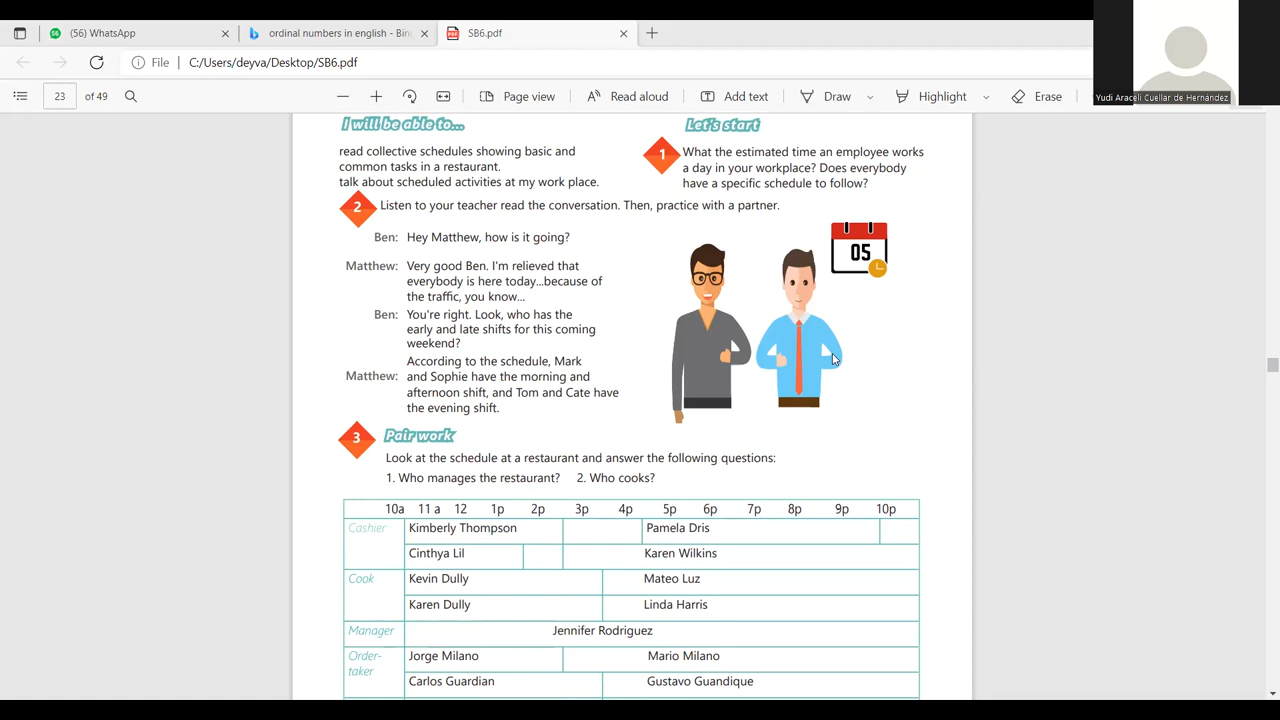 (56) WhatsApp
ordinal numbers in english - Bin
SB6.pdf
File
C:/Users/deyva/Desktop/SB6.pdf
23 of 49
Page view
Read aloud
Add text
Draw
Highlight
Erase
Yudi Araceli Cuellar de Hernández
I will be able to...
read collective schedules showing basic and
common tasks in a restaurant.
talk about scheduled activities at my work place.
Let's start
1
What the estimated time an employee works
a day in your workplace? Does everybody
have a specific schedule to follow?
2
Listen to your teacher read the conversation. Then, practice with a partner.
Ben: Hey Matthew, how is it going?
Matthew: Very good Ben. I'm relieved that
everybody is here today...because of
the traffic, you know...
Ben: You're right. Look, who has the
early and late shifts for this coming
weekend?
According to the schedule, Mark
Matthew: and Sophie have the morning and
afternoon shift, and Tom and Cate have
the evening shift.
05
3
Pair work
Look at the schedule at a restaurant and answer the following questions:
1. Who manages the restaurant? 2. Who cooks?
10a 11 a 12 1p 2p 3p 4p 5p 6p 7p 8p 9p 10p
Cashier Kimberly Thompson Pamela Dris
Cinthya Lil Karen Wilkins
Cook Kevin Dully Mateo Luz
Karen Dully Linda Harris
Manager Jennifer Rodriguez
Order- Jorge Milano Mario Milano
taker
Carlos Guardian Gustavo Guandique